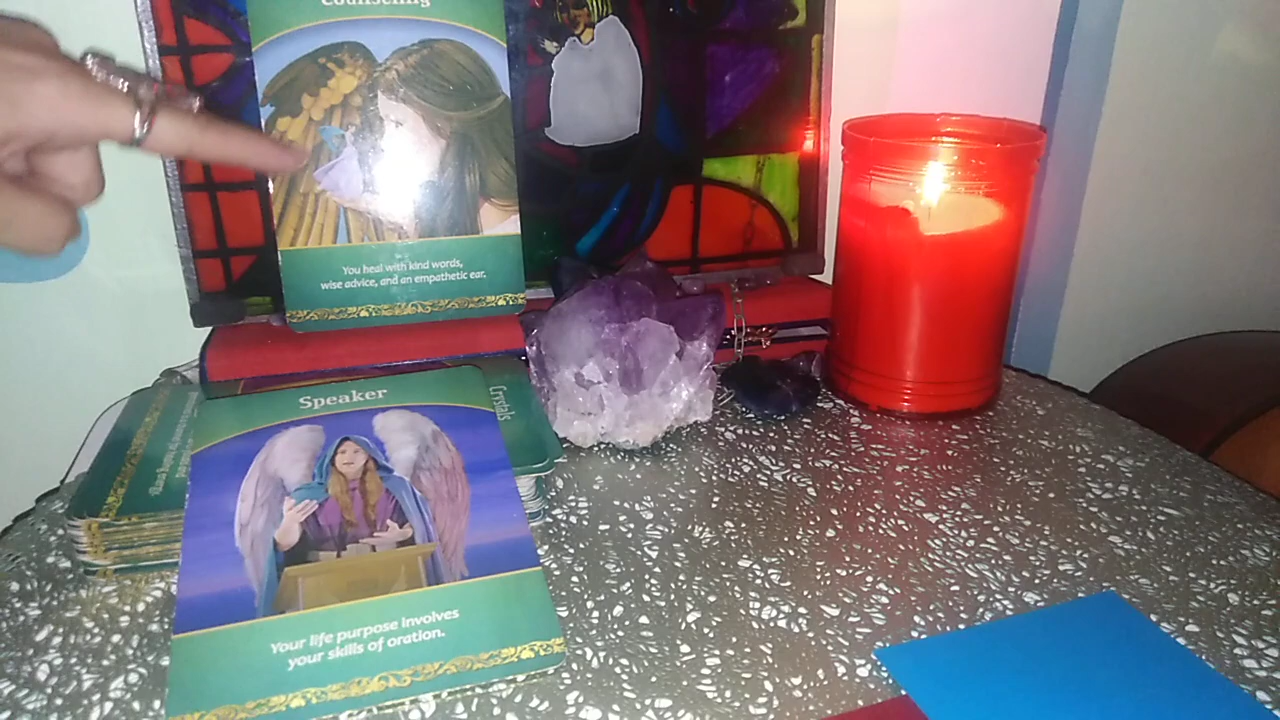 Counseling
You heal with kind words,
wise advice, and an empathetic ear.
Speaker
Your life purpose involves
your skills of oration.
Crystals